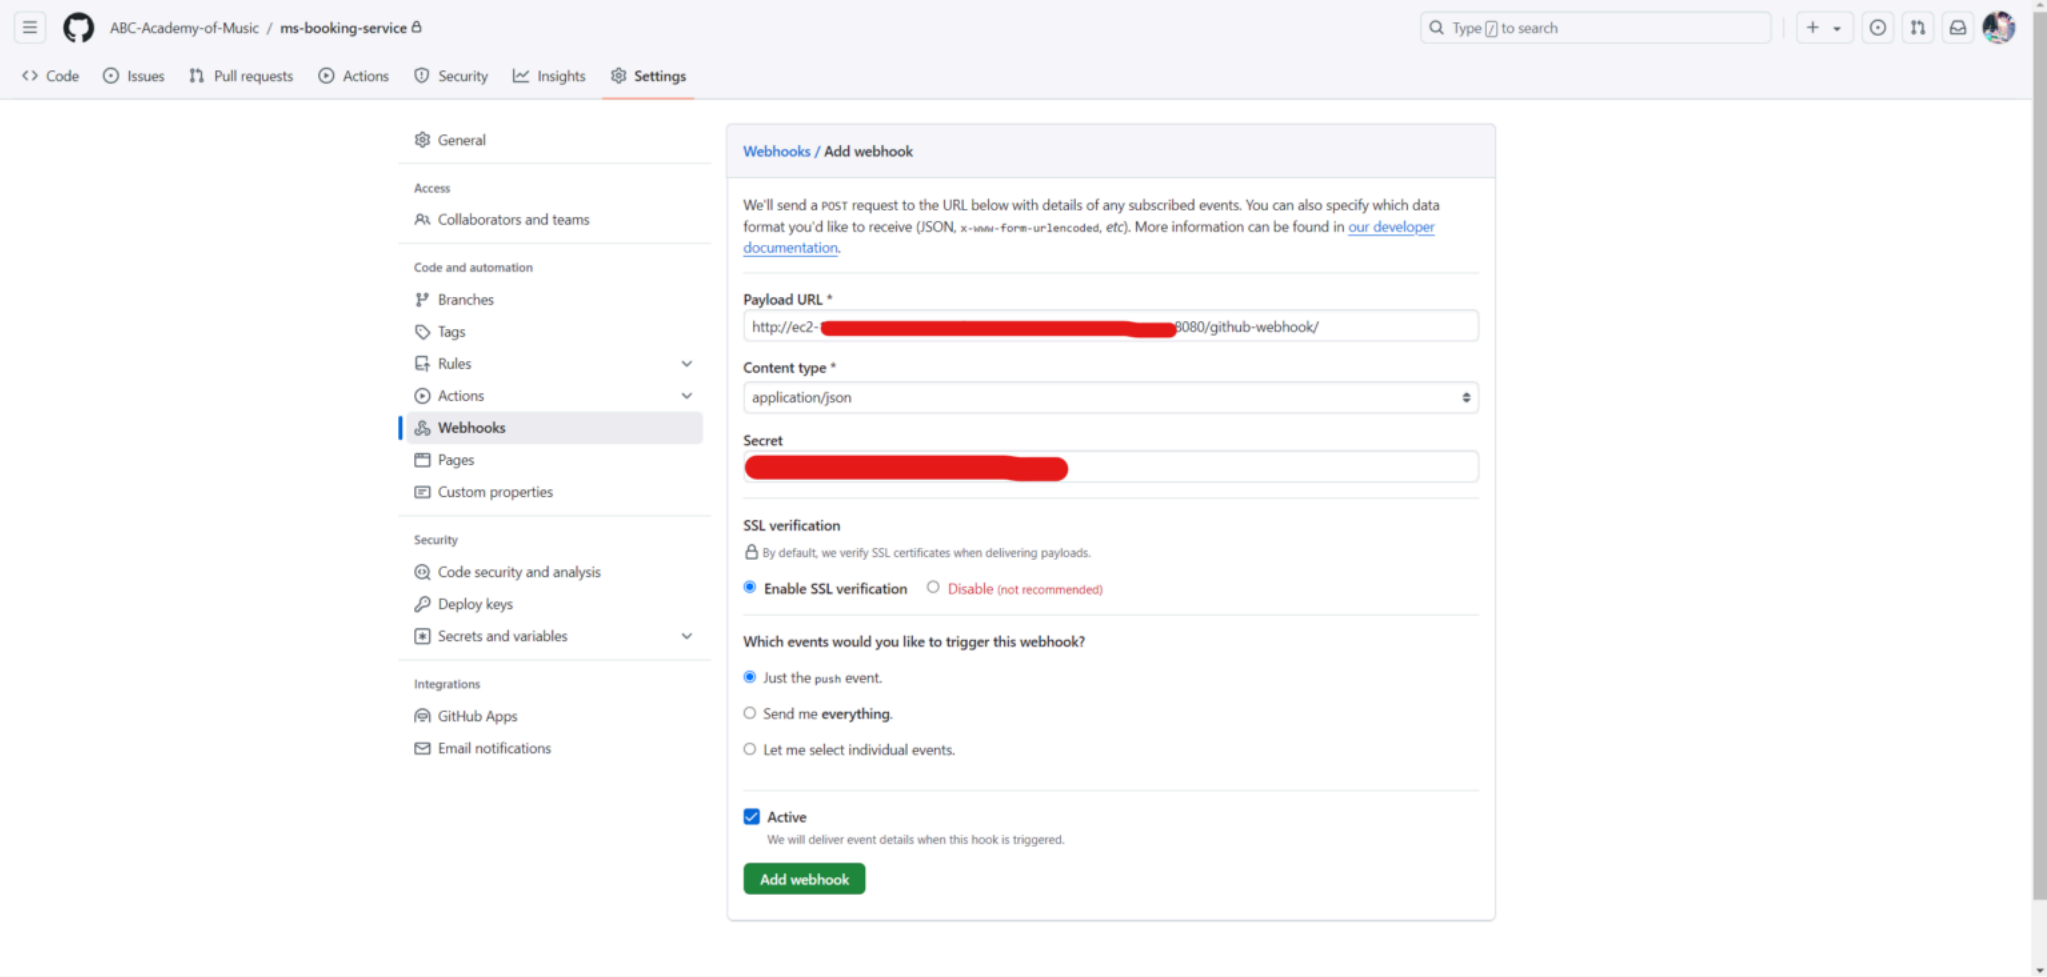 ABC-Academy-of-Music / ms-booking-service
Type / to search
Code Issues Pull requests Actions Security Insights Settings
General
Access
Collaborators and teams
Code and automation
Branches
Tags
Rules
Actions
Webhooks
Pages
Custom properties
Security
Code security and analysis
Deploy keys
Secrets and variables
Integrations
GitHub Apps
Email notifications
Webhooks / Add webhook
We'll send a POST request to the URL below with details of any subscribed events. You can also specify which data
format you'd like to receive (JSON, x-www-form-urlencoded, etc). More information can be found in our developer
documentation.
Payload URL *
http://ec2- 8080/github-webhook/
Content type *
application/json
Secret
SSL verification
By default, we verify SSL certificates when delivering payloads.
Enable SSL verification Disable (not recommended)
Which events would you like to trigger this webhook?
Just the push event.
Send me everything.
Let me select individual events.
Active
We will deliver event details when this hook is triggered.
Add webhook